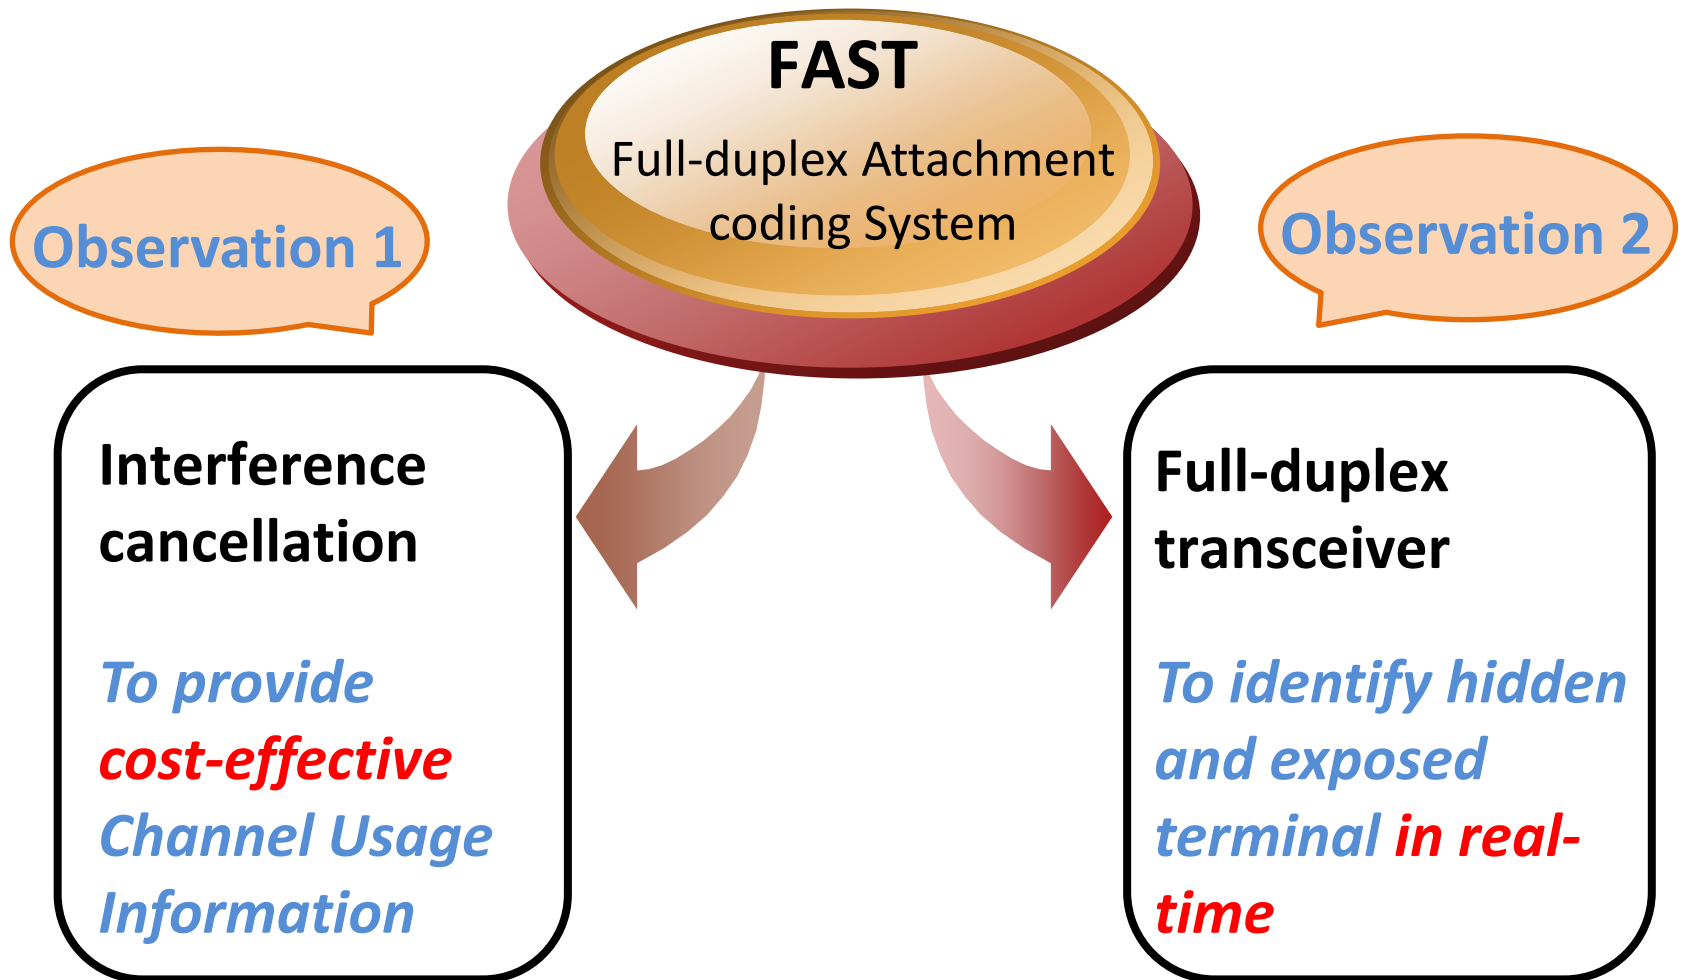 FAST
Full-duplex Attachment
coding System
Observation 1
Observation 2
Interference
cancellation
To provide
cost-effective
Channel Usage
Information
Full-duplex
transceiver
To identify hidden
and exposed
terminal in real-
time